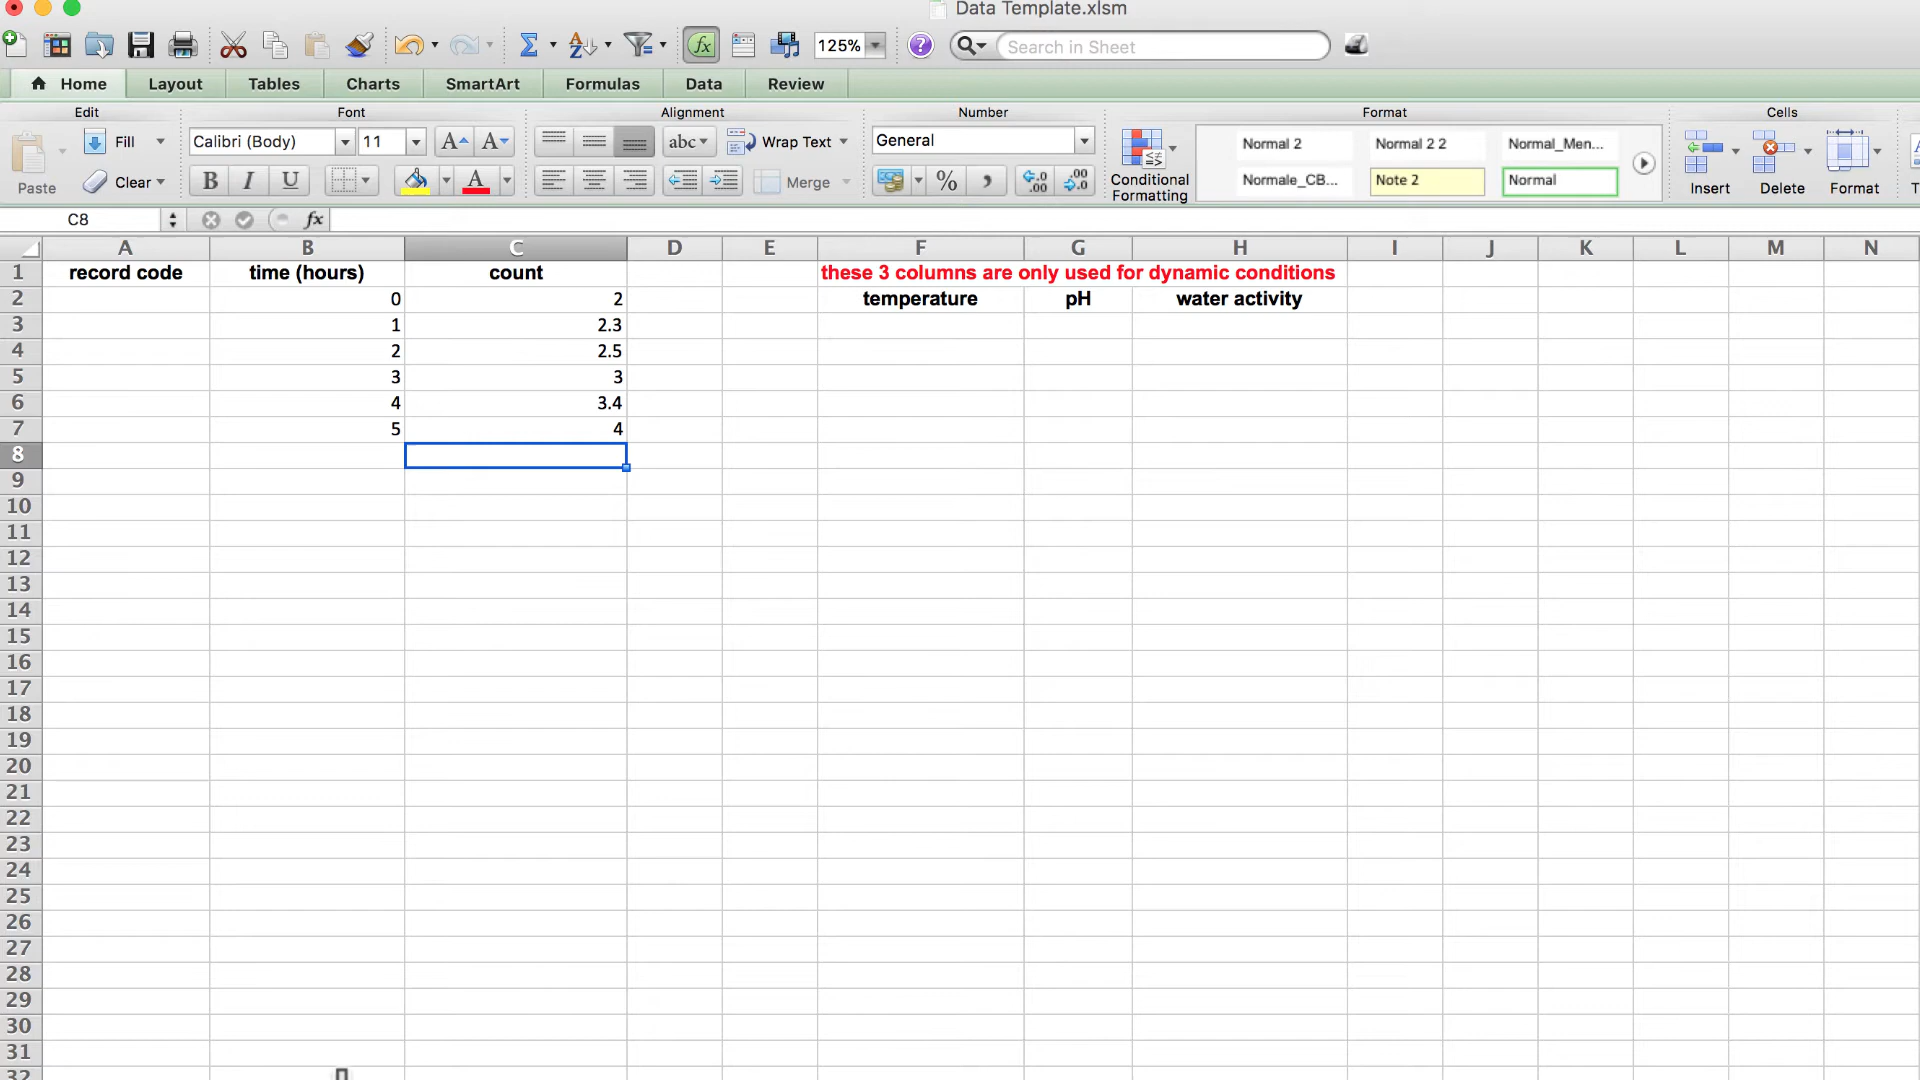 Data Template.xlsm
125% Search in Sheet
Home Layout Tables Charts SmartArt Formulas Data Review
Edit Font Alignment Number Format Cells
Fill Calibri (Body) 11 A A abc Wrap Text General Normal 2 Normal 2 2 Normal_Men...
Paste Clear B I U A Merge % , .0 .00 .00 .0 Conditional Formatting Normale_CB... Note 2 Normal Insert Delete Format
C8 fx
A B C D E F G H I J K L M N
1 record code time (hours) count these 3 columns are only used for dynamic conditions
2 0 2 temperature pH water activity
3 1 2.3
4 2 2.5
5 3 3
6 4 3.4
7 5 4
8
9
10
11
12
13
14
15
16
17
18
19
20
21
22
23
24
25
26
27
28
29
30
31
32